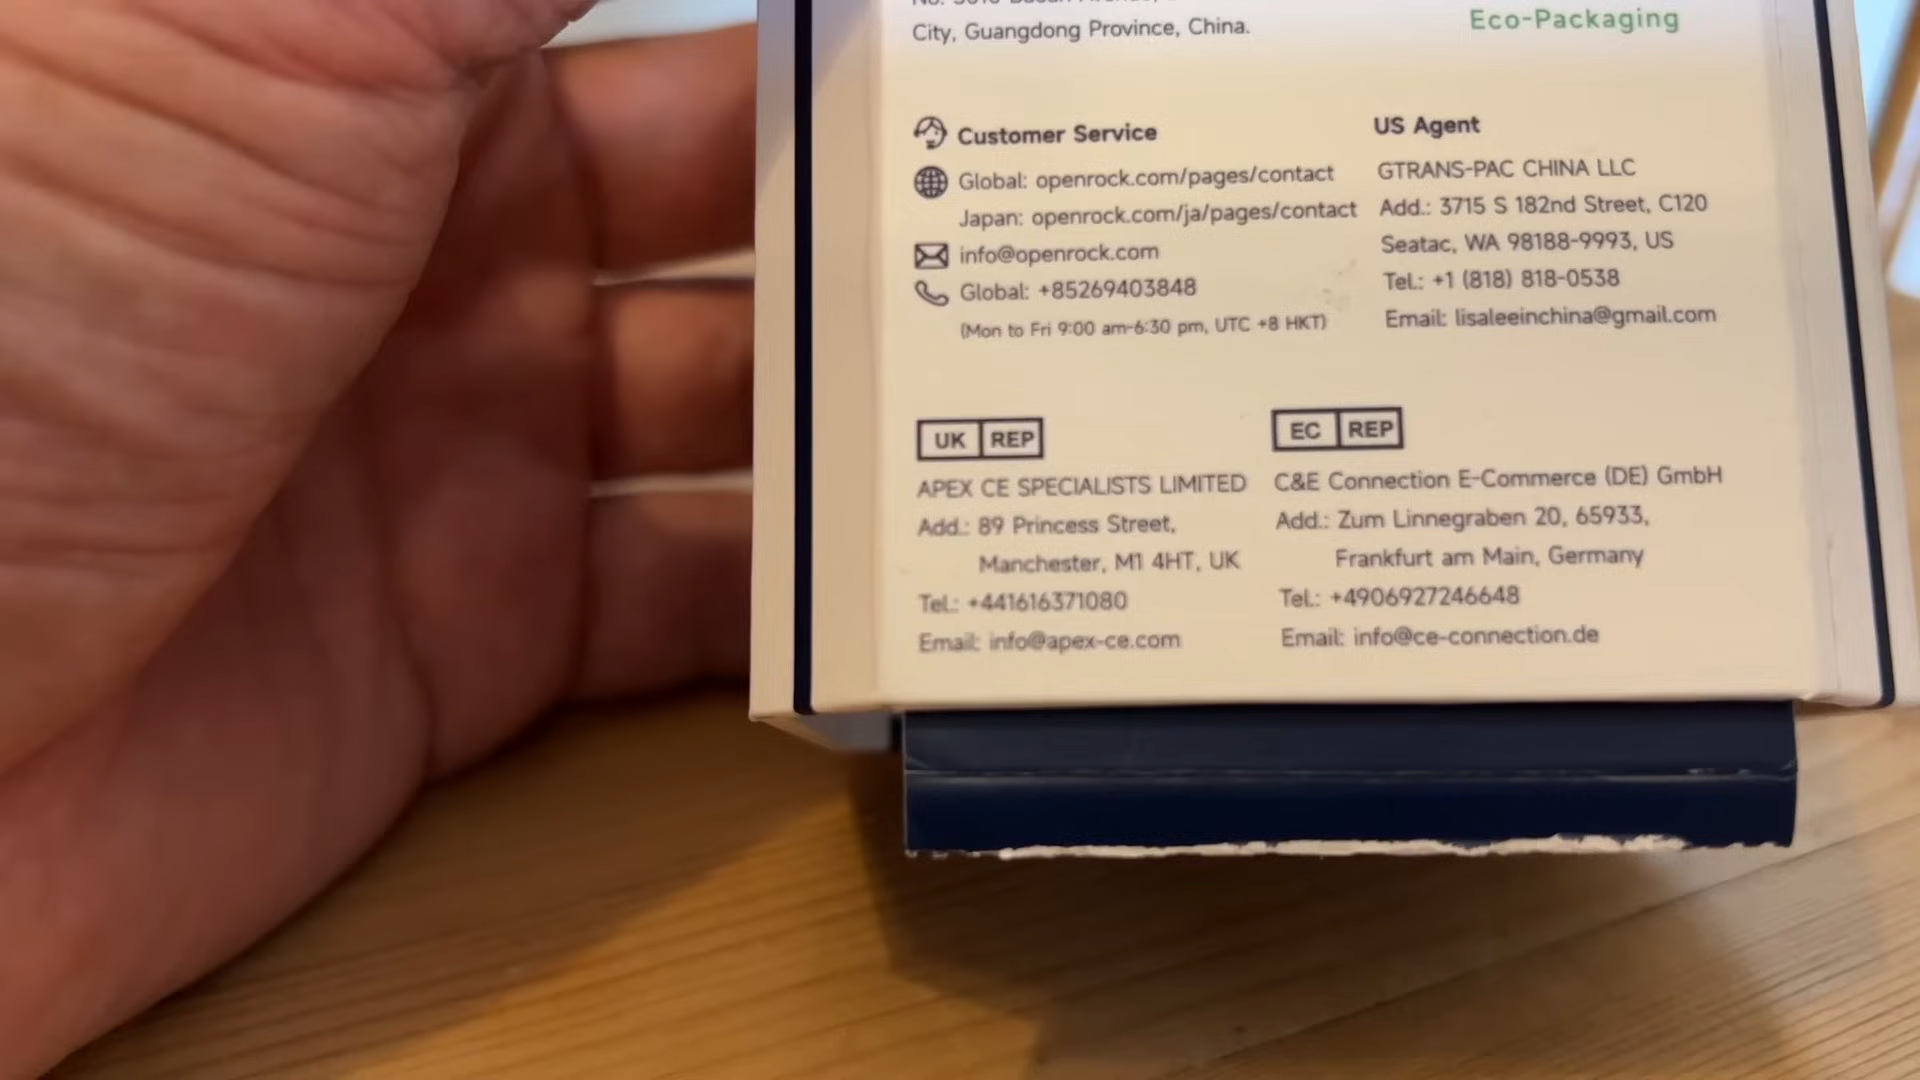 City, Guangdong Province, China.
Eco-Packaging
Customer Service
Global: openrock.com/pages/contact
Japan: openrock.com/ja/pages/contact
info@openrock.com
Global: +85269403848
(Mon to Fri 9:00 am-6:30 pm, UTC +8 HKT)
US Agent
GTRANS-PAC CHINA LLC
Add.: 3715 S 182nd Street, C120
Seatac, WA 98188-9993, US
Tel.: +1 (818) 818-0538
Email: lisaleeinchina@gmail.com
UK REP
APEX CE SPECIALISTS LIMITED
Add.: 89 Princess Street,
Manchester, M1 4HT, UK
Tel.: +441616371080
Email: info@apex-ce.com
EC REP
C&E Connection E-Commerce (DE) GmbH
Add.: Zum Linnegraben 20, 65933,
Frankfurt am Main, Germany
Tel.: +4906927246648
Email: info@ce-connection.de